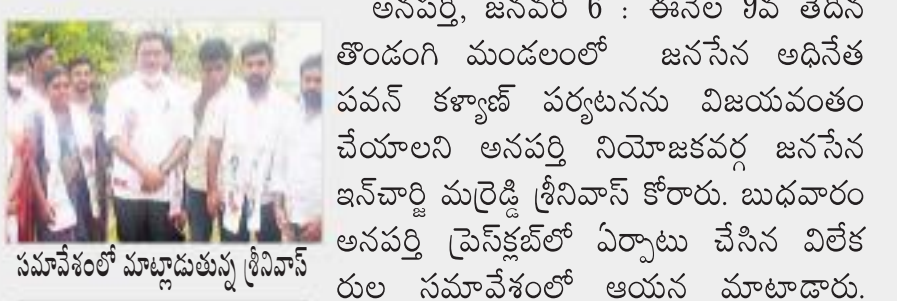 అనపర్తి, జనవరి 6 : ఈనెల 9వ తేదిన
తొండంగి మండలంలో జనసేన అధినేత
పవన్ కళ్యాణ్ పర్యటనను విజయవంతం
చేయాలని అనపర్తి నియోజకవర్గ జనసేన
ఇన్‌చార్జి మర్రెడ్డి శ్రీనివాస్ కోరారు. బుధవారం
అనపర్తి ప్రెస్‌క్లబ్‌లో ఏర్పాటు చేసిన విలేక
రుల సమావేశంలో ఆయన మాట్లాడారు.
సమావేశంలో మాట్లాడుతున్న శ్రీనివాస్